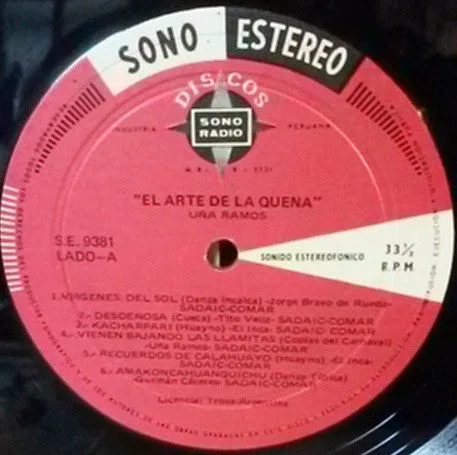 SONO ESTEREO
DISCOS
SONO
RADIO
INDUSTRIA PERUANA
"EL ARTE DE LA QUENA"
UÑA RAMOS
S.E. 9381
LADO-A
SONIDO ESTEREOFONICO
33⅓
R.P.M
1.-VIRGENES DEL SOL (Danza Incaica) -Jorge Bravo de Rueda-
SADAIC-COMAR
2.- DESDEÑOSA (Cueca) -Tito Veliz- SADAIC-COMAR
3.- KACHARPARI (Huayno) -El Inca- SADAIC-COMAR
4.- VIENEN BAJANDO LAS LLAMITAS (Coplas del Carnaval)
-Uña Ramos- SADAIC-COMAR
5.- RECUERDOS DE CALAHUAYO (Huayno) -El Inca-
SADAIC-COMAR
6.- AMAKONCAHUANQUICHU (Danza Típica)
-Germán Cáceres- SADAIC-COMAR
Licencia: Trova-Argentina